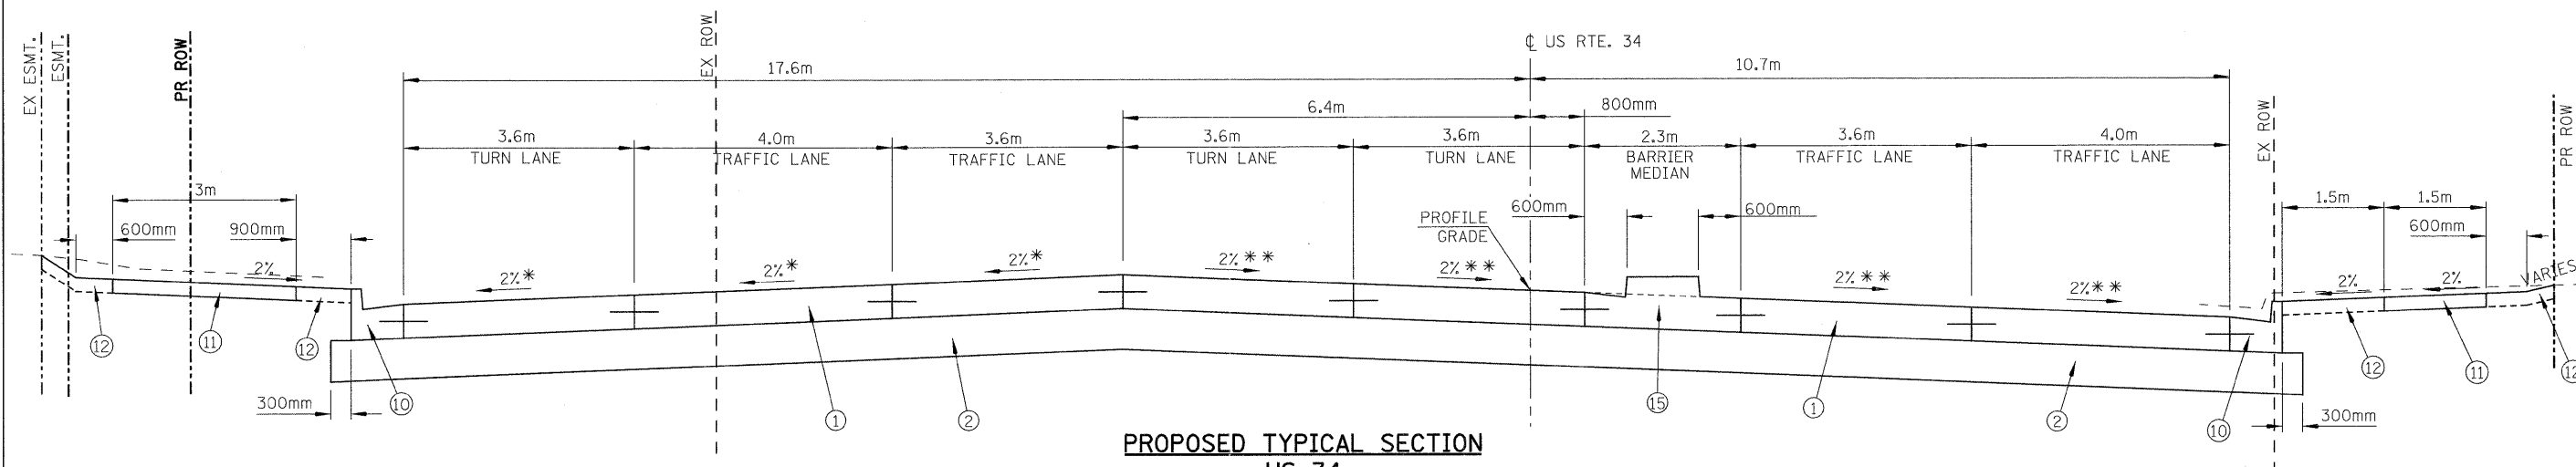 EX ESMT.
ESMT.
PR ROW
EX ROW
℄ US RTE. 34
EX ROW
PR ROW
17.6m
10.7m
6.4m
800mm
3.6m
TURN LANE
4.0m
TRAFFIC LANE
3.6m
TRAFFIC LANE
3.6m
TURN LANE
3.6m
TURN LANE
2.3m
BARRIER
MEDIAN
3.6m
TRAFFIC LANE
4.0m
TRAFFIC LANE
3m
600mm
900mm
PROFILE
GRADE
600mm
600mm
1.5m
1.5m
600mm
VARIES
2%
2%*
2%*
2%*
2%**
2%**
2%**
2%**
2%
2%
12
11
12
10
1
2
15
1
2
10
12
11
12
300mm
300mm
PROPOSED TYPICAL SECTION
US 34